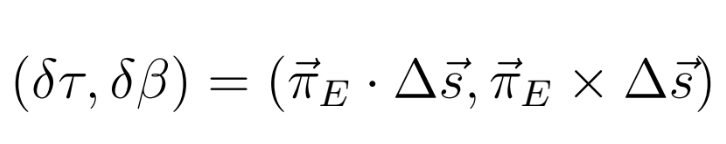 (δτ, δβ) = (π⃗_E · Δs⃗, π⃗_E × Δs⃗)